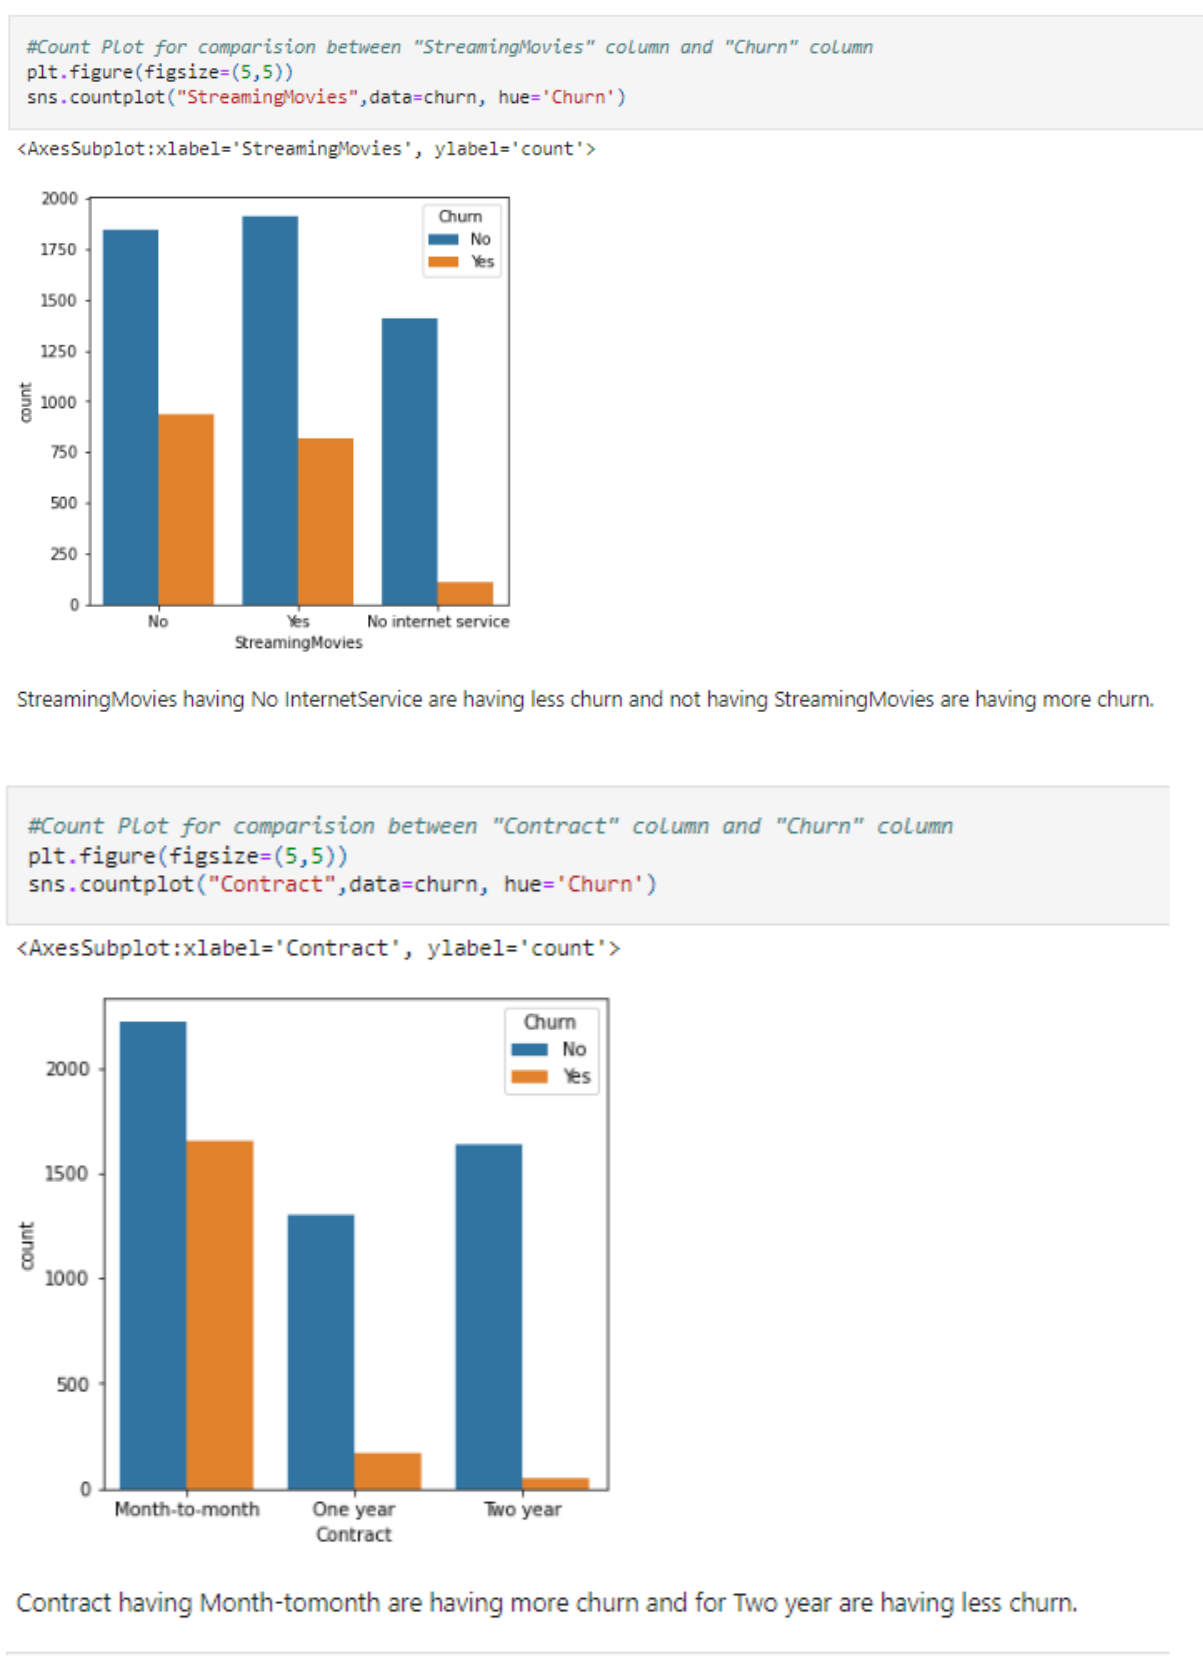 #Count Plot for comparision between "StreamingMovies" column and "Churn" column
plt.figure(figsize=(5,5))
sns.countplot("StreamingMovies",data=churn, hue='Churn')
<AxesSubplot:xlabel='StreamingMovies', ylabel='count'>
2000
1750
1500
1250
1000
750
500
250
0
count
Churn
No
Yes
No Yes No internet service
StreamingMovies
StreamingMovies having No InternetService are having less churn and not having StreamingMovies are having more churn.
#Count Plot for comparision between "Contract" column and "Churn" column
plt.figure(figsize=(5,5))
sns.countplot("Contract",data=churn, hue='Churn')
<AxesSubplot:xlabel='Contract', ylabel='count'>
2000
1500
1000
500
0
count
Churn
No
Yes
Month-to-month One year Two year
Contract
Contract having Month-tomonth are having more churn and for Two year are having less churn.